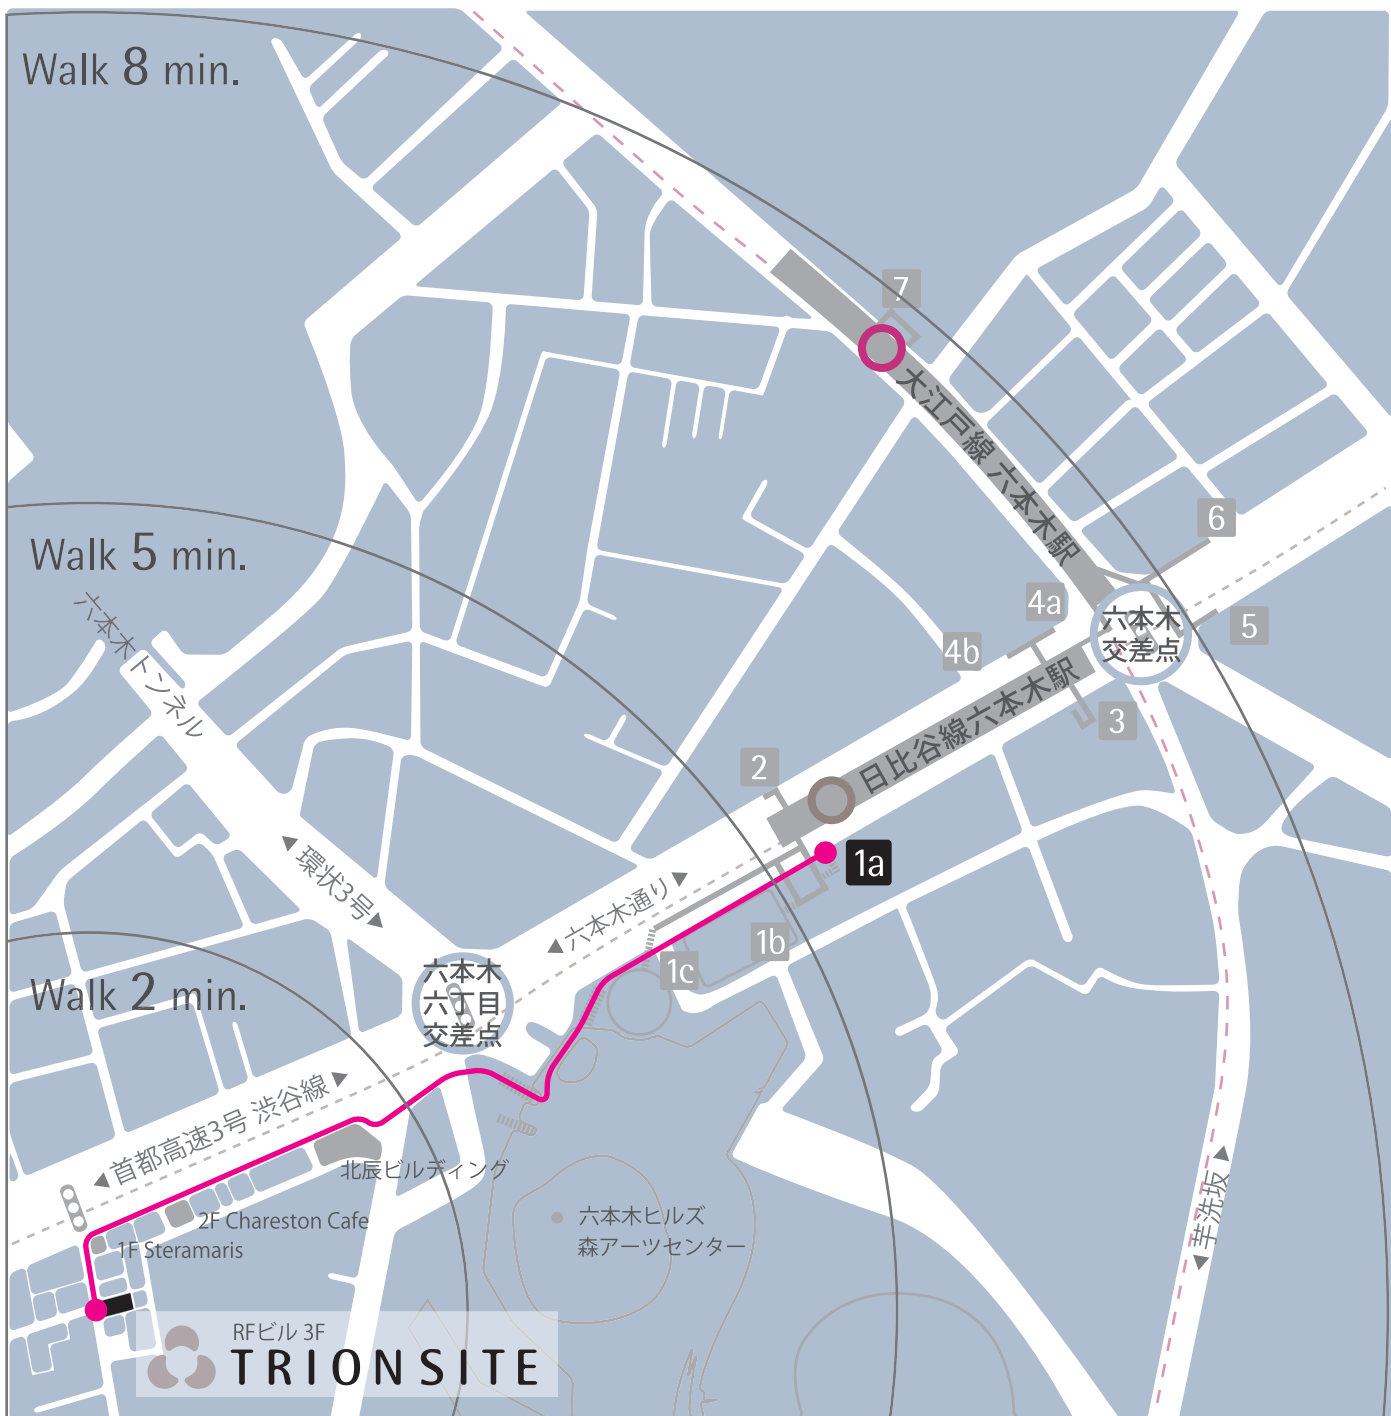 Walk 8 min.
7
大江戸線 六本木駅
6
Walk 5 min.
六本木トンネル
4a
六本木
交差点
5
4b
3
日比谷線六本木駅
2
1a
◀環状3号▶
◀六本木通り▶
1b
1c
Walk 2 min.
六本木
六丁目
交差点
◀首都高速3号 渋谷線▶
北辰ビルディング
2F Chareston Cafe
1F Steramaris
六本木ヒルズ
森アーツセンター
◀芋洗坂▶
RFビル 3F
TRIONSITE